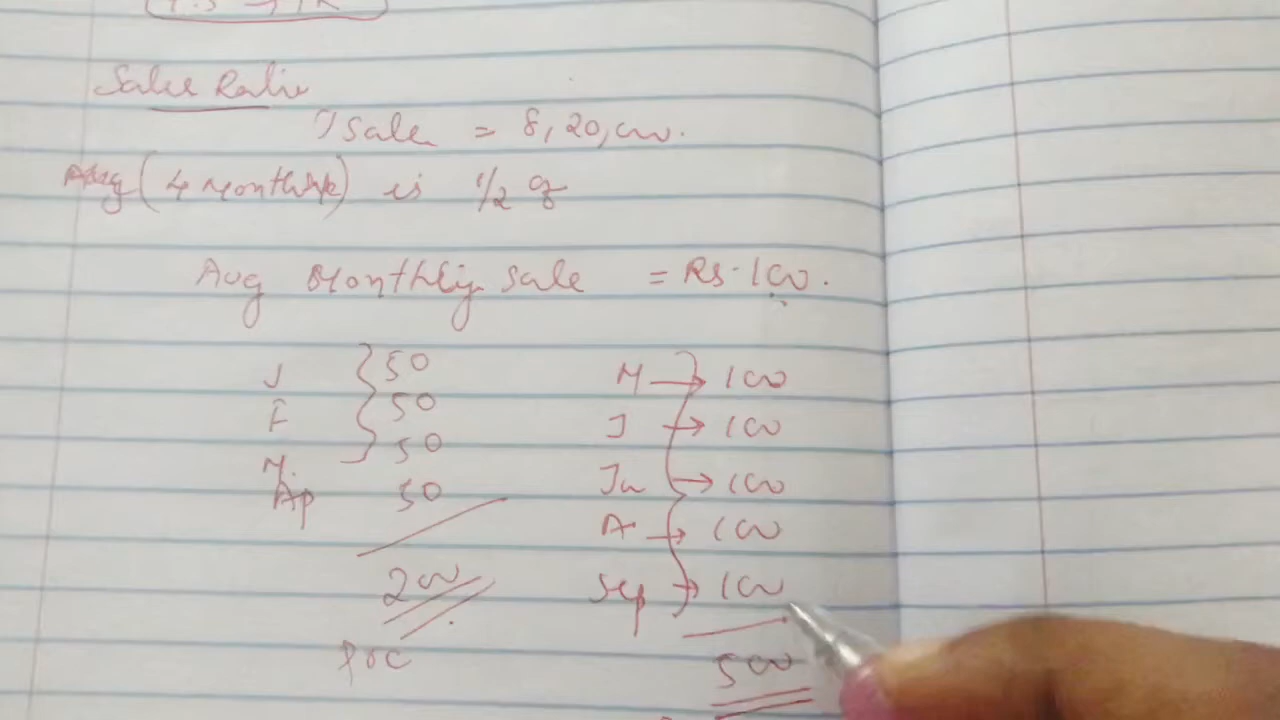 Sales Ratio
T Sale = 8,20,000.
Avg (4 months) is 1/2 of
Avg Monthly Sale = Rs. 100.
J 50 M → 100
F 50 J → 100
M. 50 Ju → 100
Ap 50 A → 100
200 Sep → 100
POC 500